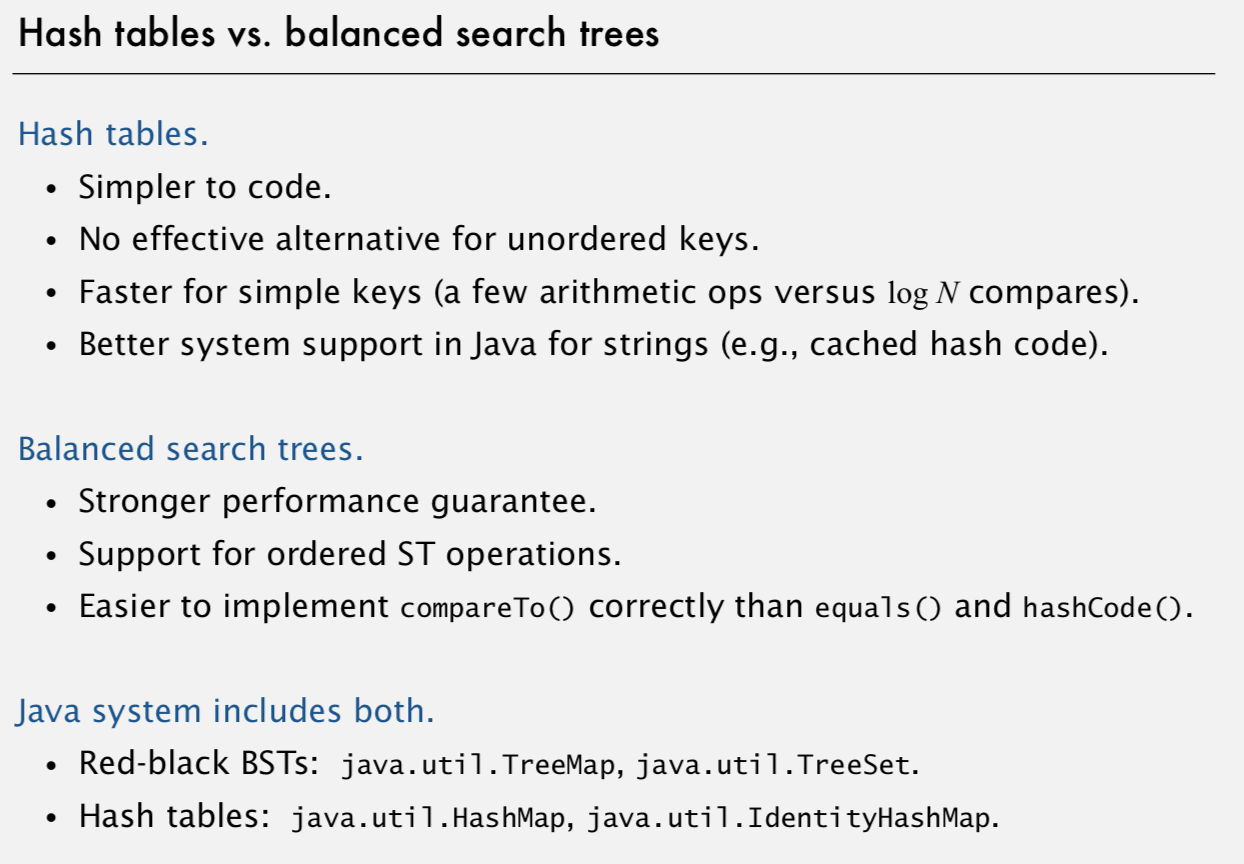 Hash tables vs. balanced search trees
Hash tables.
• Simpler to code.
• No effective alternative for unordered keys.
• Faster for simple keys (a few arithmetic ops versus log N compares).
• Better system support in Java for strings (e.g., cached hash code).
Balanced search trees.
• Stronger performance guarantee.
• Support for ordered ST operations.
• Easier to implement compareTo() correctly than equals() and hashCode().
Java system includes both.
• Red-black BSTs: java.util.TreeMap, java.util.TreeSet.
• Hash tables: java.util.HashMap, java.util.IdentityHashMap.